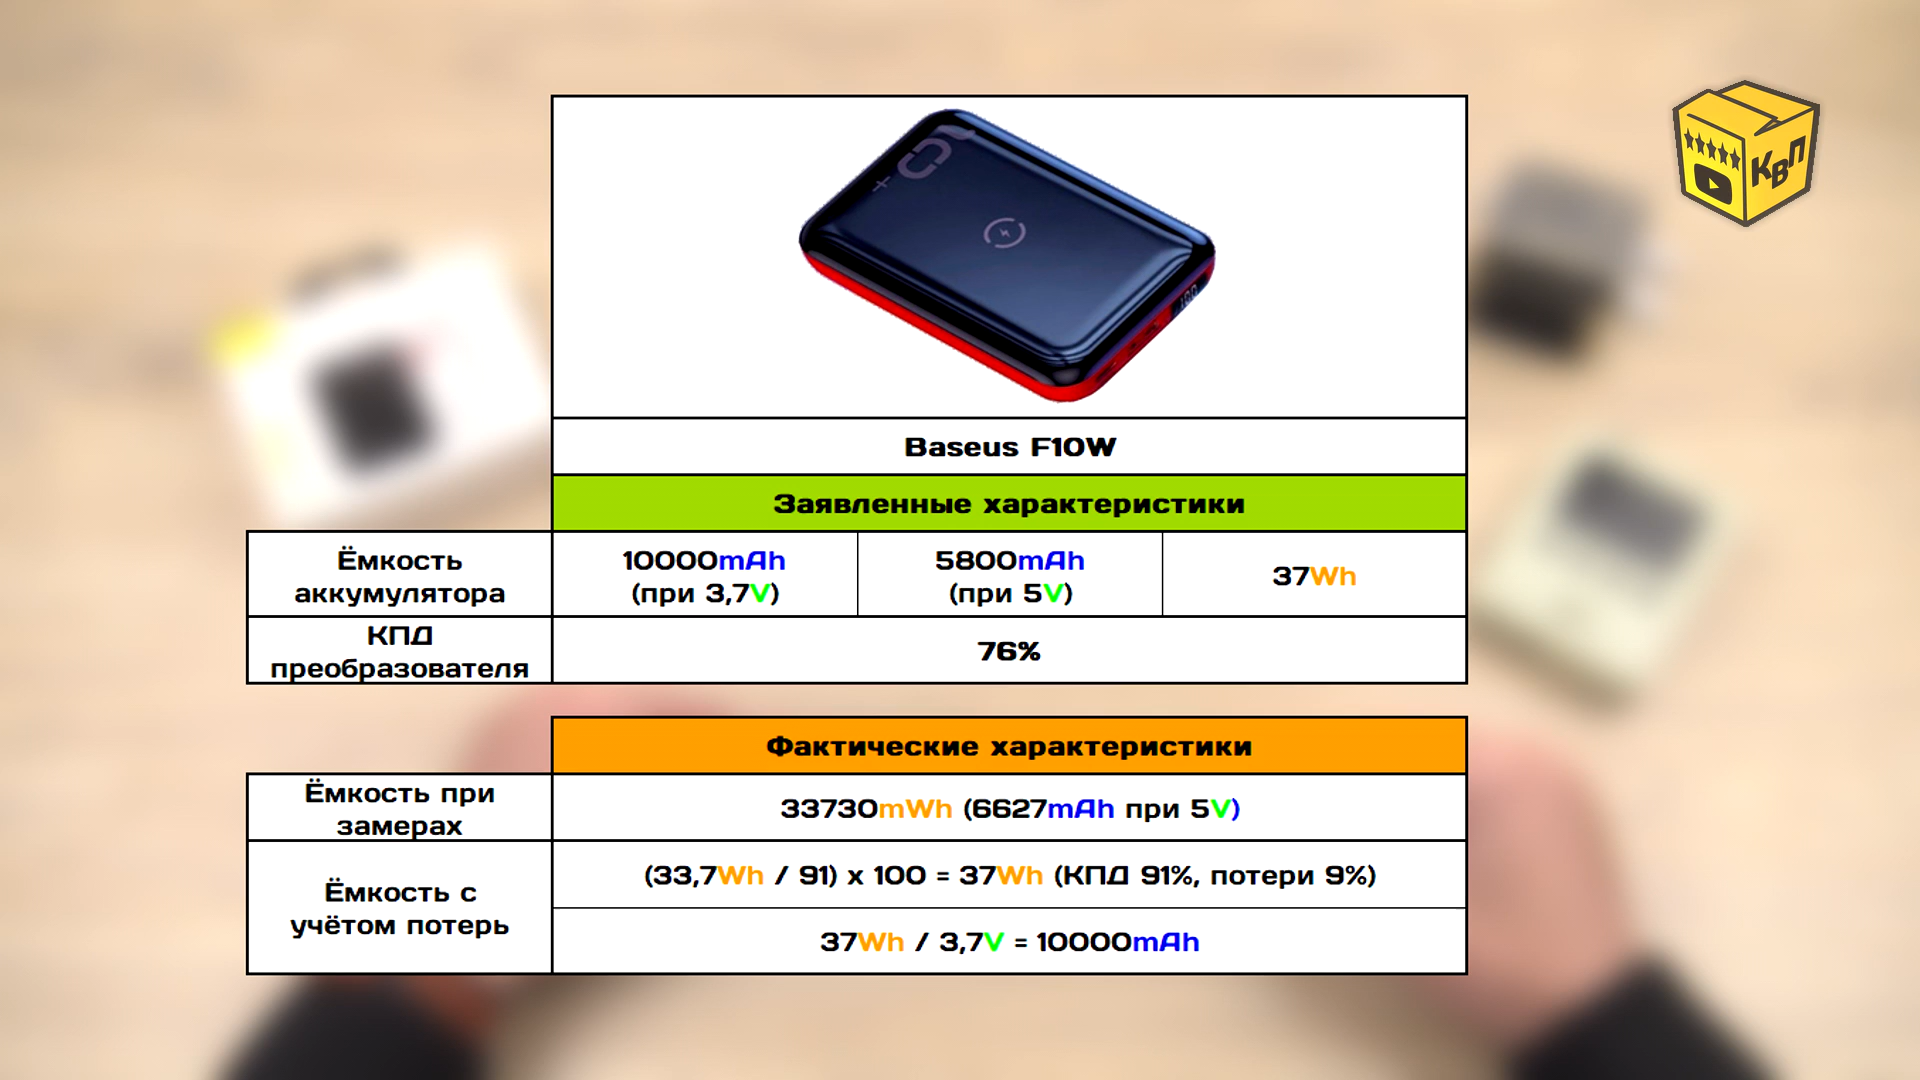 КВП
Baseus F10W
Заявленные характеристики
Ёмкость
аккумулятора
10000mAh
(при 3,7V)
5800mAh
(при 5V)
37Wh
КПД
преобразователя
76%
Фактические характеристики
Ёмкость при
замерах
33730mWh (6627mAh при 5V)
Ёмкость с
учётом потерь
(33,7Wh / 91) x 100 = 37Wh (КПД 91%, потери 9%)
37Wh / 3,7V = 10000mAh